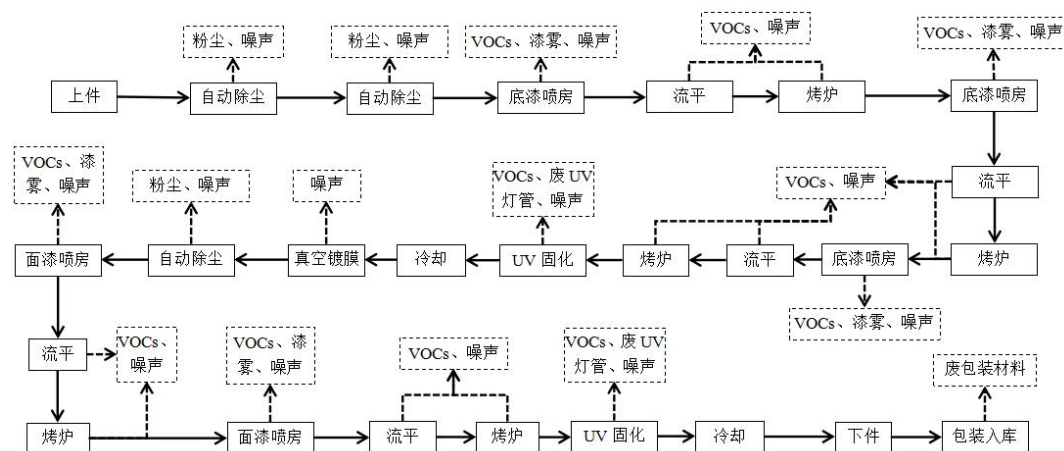 粉尘、噪声
粉尘、噪声
VOCs、漆雾、噪声
VOCs、噪声
VOCs、漆雾、噪声
上件
自动除尘
自动除尘
底漆喷房
流平
烤炉
底漆喷房
VOCs、漆
雾、噪声
粉尘、噪声
噪声
VOCs、废UV
灯管、噪声
VOCs、噪声
流平
面漆喷房
自动除尘
真空镀膜
冷却
UV 固化
烤炉
流平
底漆喷房
烤炉
VOCs、漆雾、噪声
流平
VOCs、
噪声
VOCs、漆
雾、噪声
VOCs、噪声
VOCs、废UV
灯管、噪声
废包装材料
烤炉
面漆喷房
流平
烤炉
UV 固化
冷却
下件
包装入库